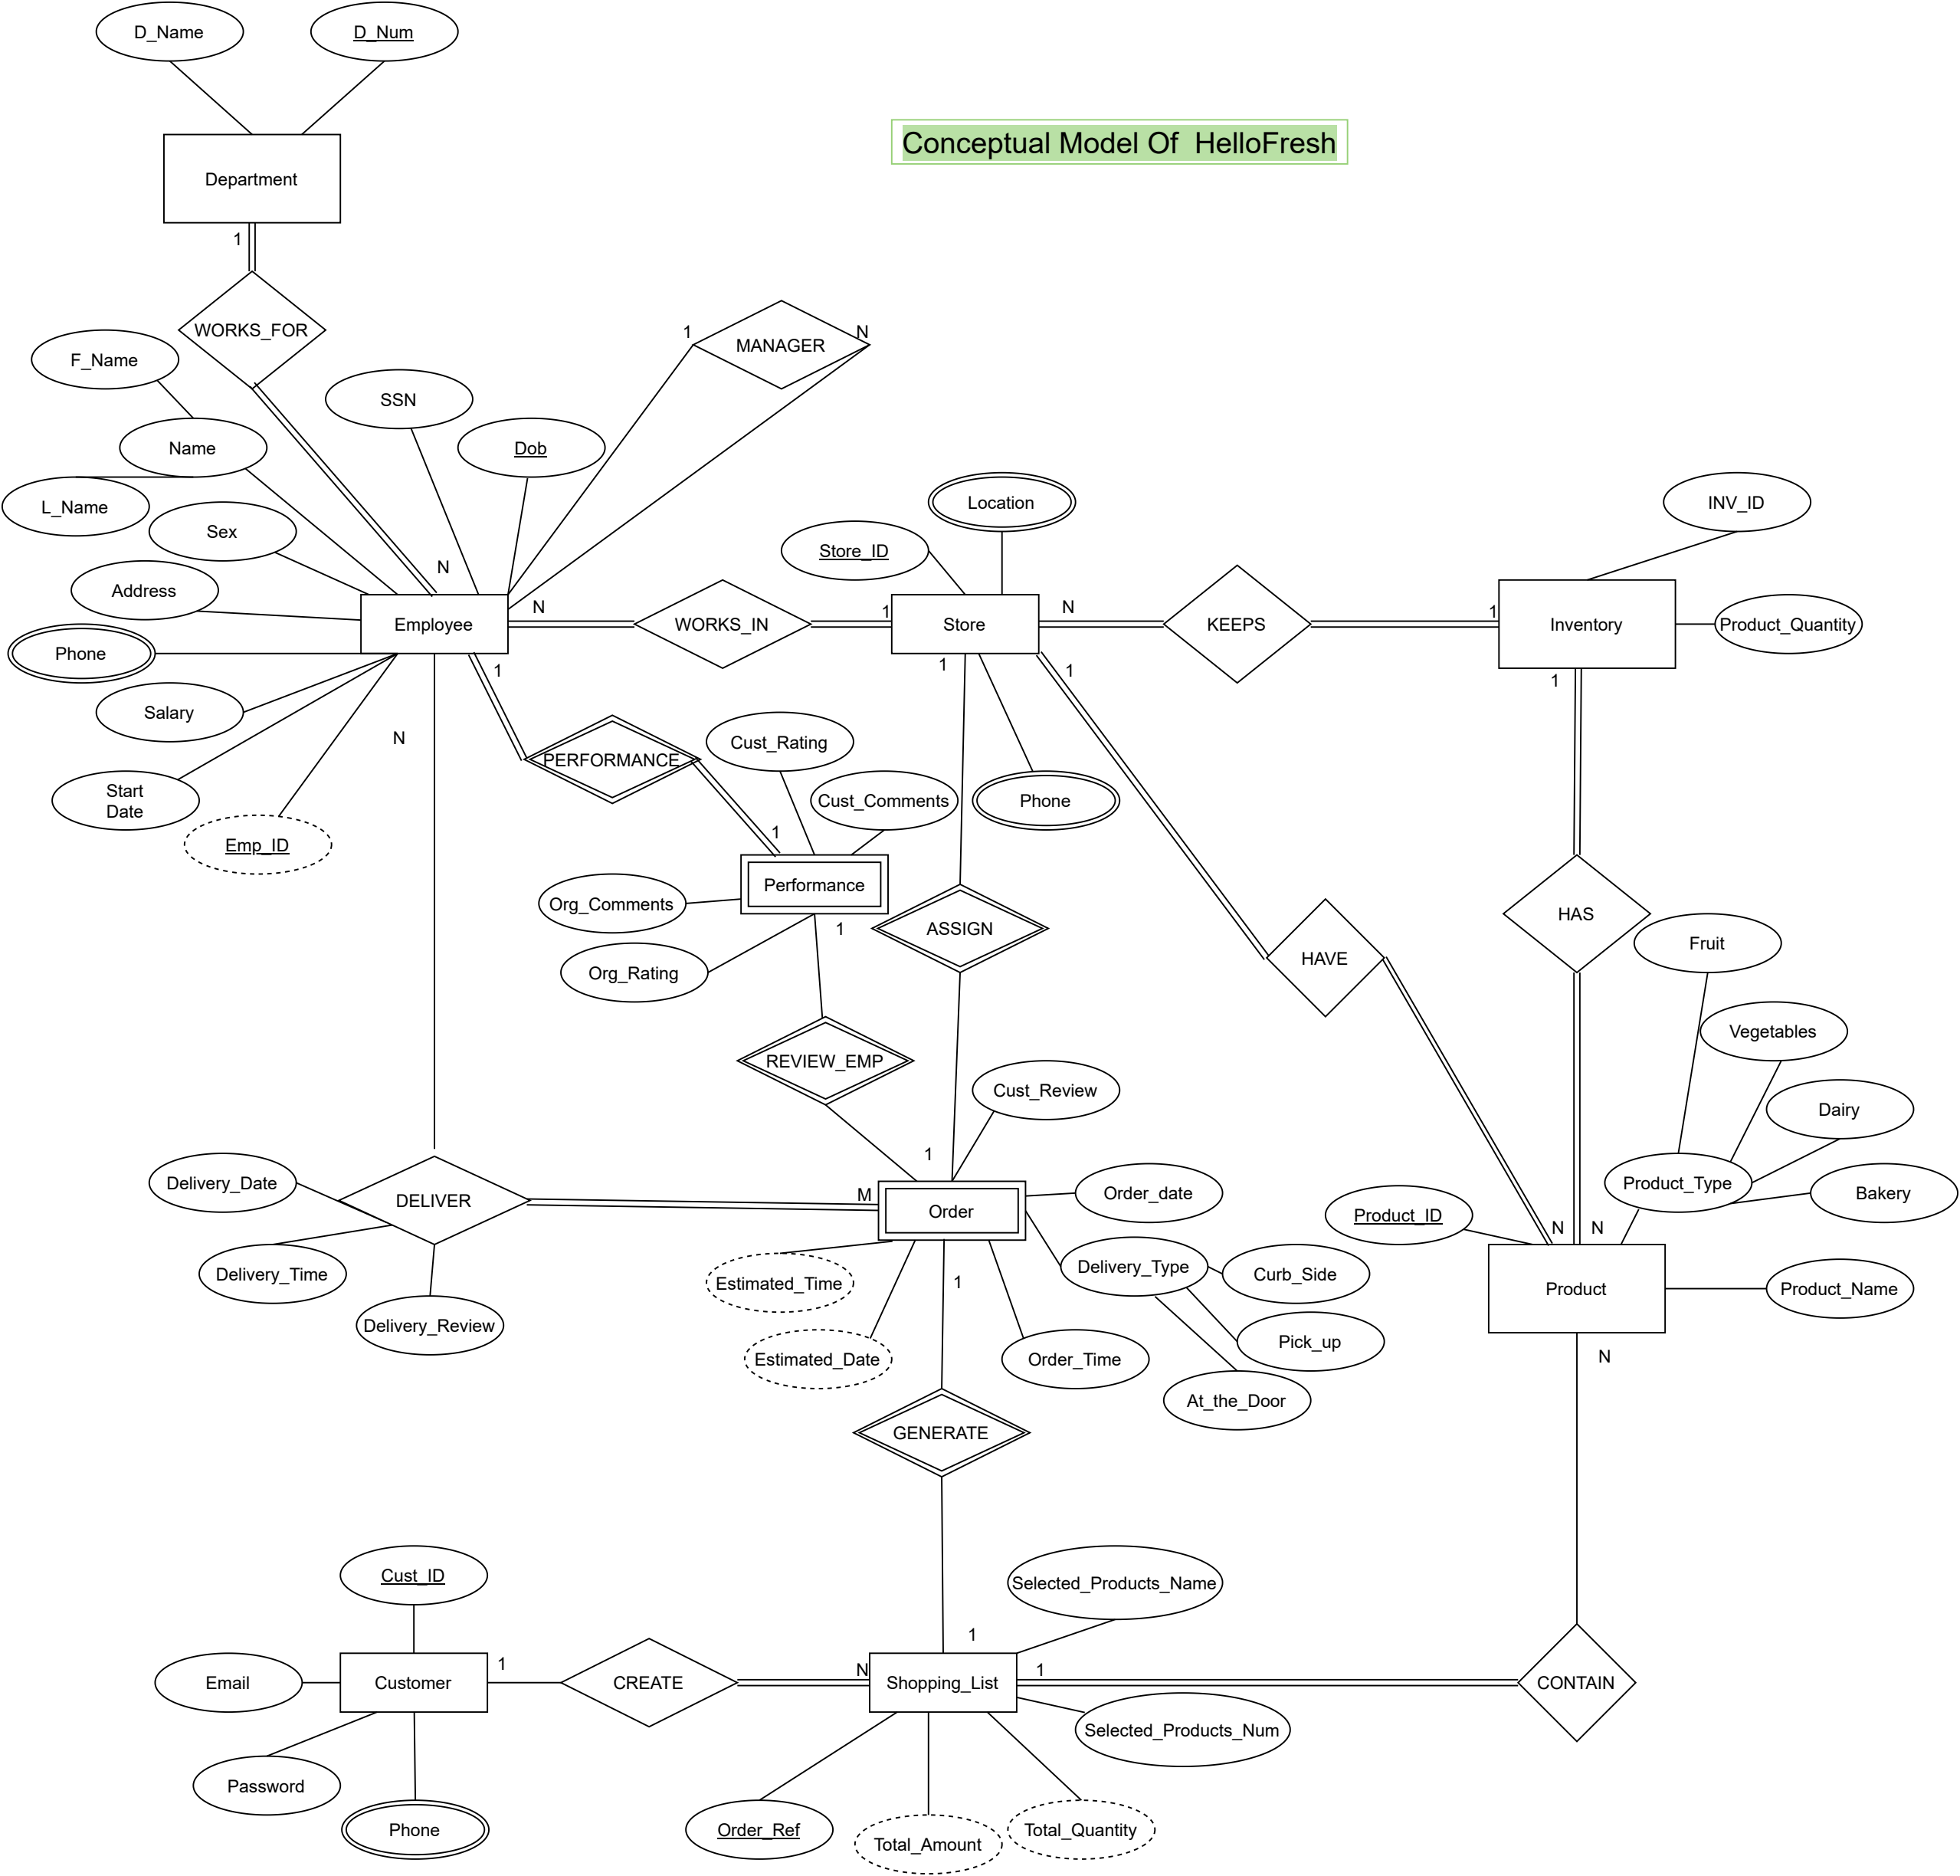 D_Name
D_Num
Conceptual Model Of  HelloFresh
Department
1
WORKS_FOR
1
N
MANAGER
F_Name
SSN
Name
Dob
L_Name
Sex
Location
INV_ID
Store_ID
N
Address
Employee
N
WORKS_IN
1
Store
N
KEEPS
1
Inventory
Product_Quantity
Phone
1
1
1
1
Salary
N
PERFORMANCE
Cust_Rating
Start
Date
Cust_Comments
Phone
1
Emp_ID
Performance
Org_Comments
1
ASSIGN
HAS
Fruit
Org_Rating
HAVE
Vegetables
REVIEW_EMP
Cust_Review
Dairy
1
Delivery_Date
DELIVER
M
Order
Order_date
Product_ID
Product_Type
Bakery
N
N
Delivery_Time
Estimated_Time
1
Delivery_Type
Curb_Side
Product
Product_Name
Delivery_Review
Estimated_Date
Order_Time
Pick_up
N
At_the_Door
GENERATE
Cust_ID
Selected_Products_Name
1
Email
Customer
1
CREATE
N
Shopping_List
1
CONTAIN
Selected_Products_Num
Password
Phone
Order_Ref
Total_Amount
Total_Quantity